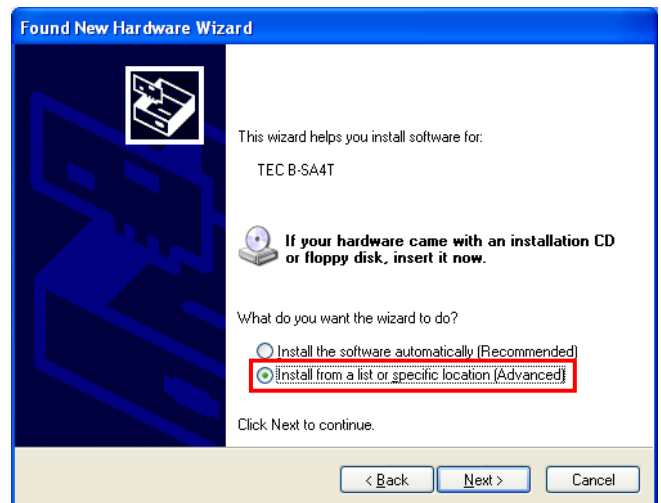 Found New Hardware Wizard
This wizard helps you install software for:
TEC B-SA4T
If your hardware came with an installation CD
or floppy disk, insert it now.
What do you want the wizard to do?
Install the software automatically (Recommended)
Install from a list or specific location (Advanced)
Click Next to continue.
< Back Next > Cancel